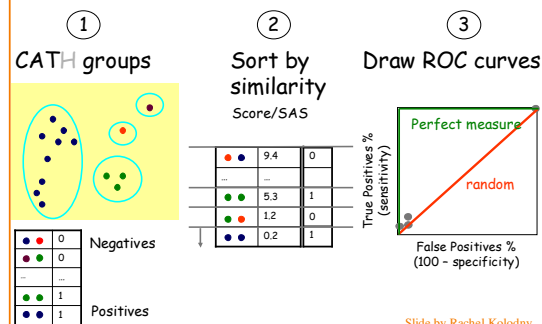 1
CATH groups
0
0
...
...
1
1
Negatives
Positives
2
Sort by
similarity
Score/SAS
9.4 0
... ...
5.3 1
1.2 0
0.2 1
3
Draw ROC curves
True Positives %
(sensitivity)
Perfect measure
random
False Positives %
(100 - specificity)
Slide by Rachel Kolodny